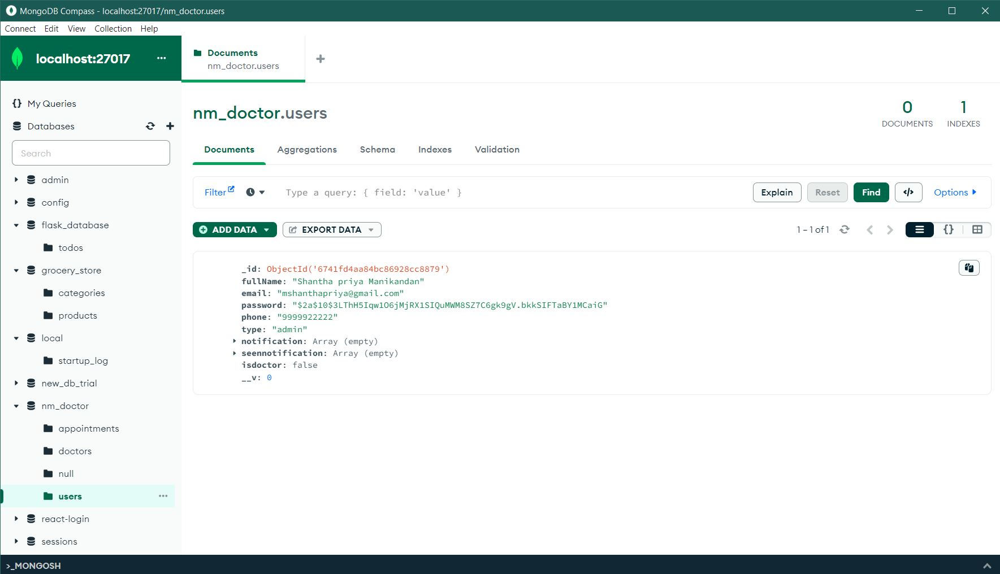 MongoDB Compass - localhost:27017/nm_doctor.users
Connect Edit View Collection Help
localhost:27017
Documents
nm_doctor.users
My Queries
Databases
Search
admin
config
flask_database
todos
grocery_store
categories
products
local
startup_log
new_db_trial
nm_doctor
appointments
doctors
null
users
react-login
sessions
nm_doctor.users
0 DOCUMENTS
1 INDEXES
Documents Aggregations Schema Indexes Validation
Filter Type a query: { field: 'value' } Explain Reset Find </> Options
ADD DATA EXPORT DATA 1 – 1 of 1 {}
_id: ObjectId('6741fd4aa84bc86928cc8879')
fullName: "Shantha priya Manikandan"
email: "mshanthapriya@gmail.com"
password: "$2a$10$3LThH5Iqw1O6jMjRX1SIQuMWM8SZ7C6gk9gV.bkkSIFTaBY1MCaiG"
phone: "9999922222"
type: "admin"
notification: Array (empty)
seennotification: Array (empty)
isdoctor: false
__v: 0
>_MONGOSH